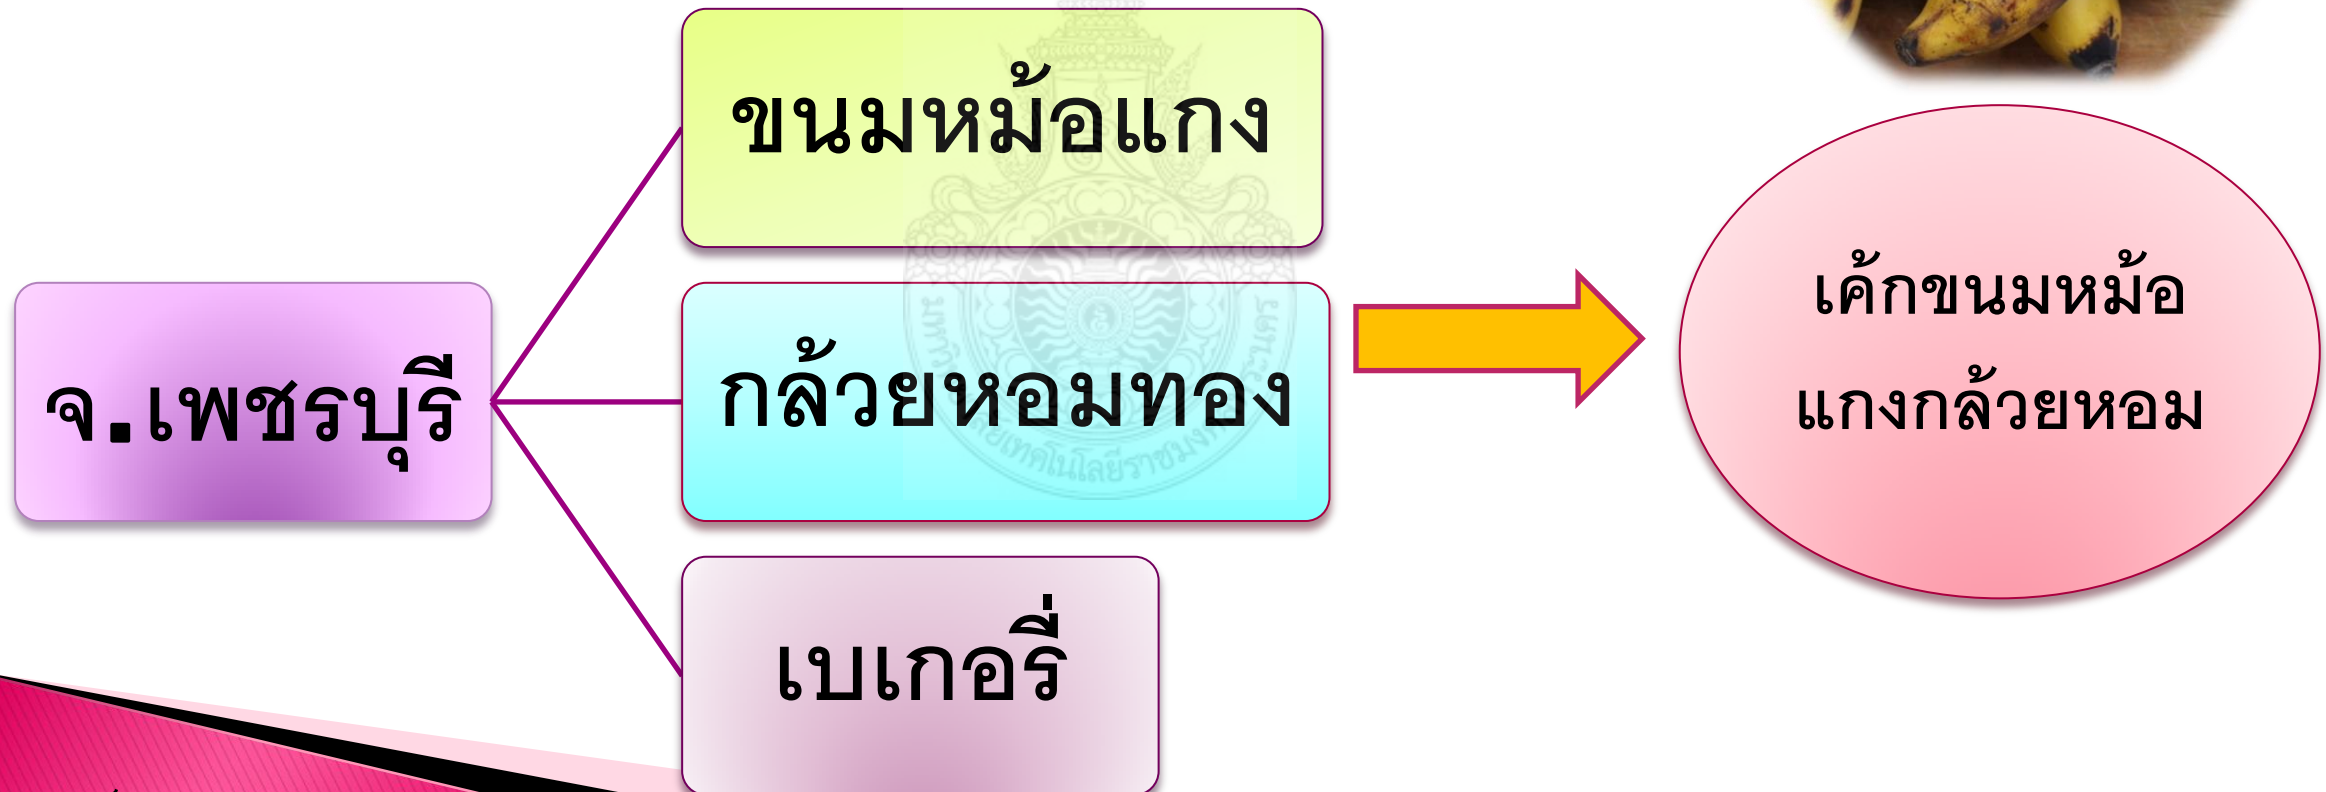 ขนมหม้อแกง
จ.เพชรบุรี
กล้วยหอมทอง
เบเกอรี่
เค้กขนมหม้อ
แกงกล้วยหอม